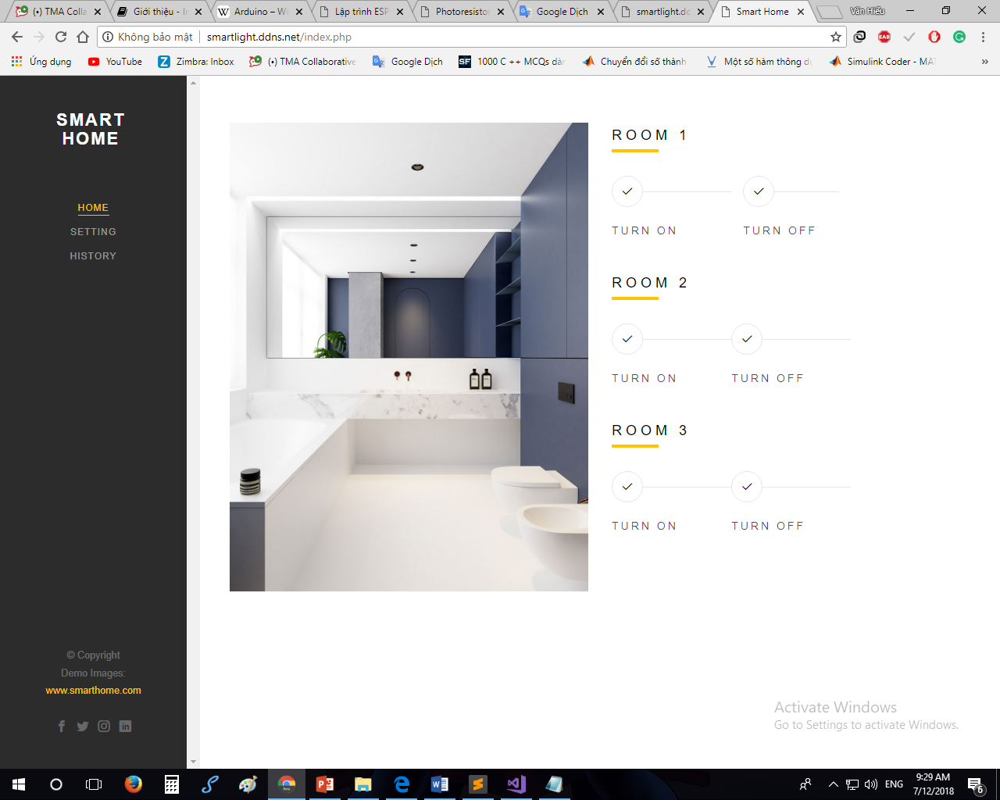 (•) TMA Colla
Giới thiệu - Ir
Arduino – Wi
Lập trình ESP
Photoresistor
Google Dịch
smartlight.dd
Smart Home
Văn Hiếu
Không bảo mật
smartlight.ddns.net/index.php
Ứng dụng
YouTube
Zimbra: Inbox
(•) TMA Collaborative
Google Dịch
1000 C ++ MCQs dàn
Chuyển đổi số thành
Một số hàm thông dụ
Simulink Coder - MAT
»
SMART
HOME
HOME
SETTING
HISTORY
© Copyright
Demo Images:
www.smarthome.com
ROOM 1
TURN ON
TURN OFF
ROOM 2
TURN ON
TURN OFF
ROOM 3
TURN ON
TURN OFF
Activate Windows
Go to Settings to activate Windows.
ENG
9:29 AM
7/12/2018
6